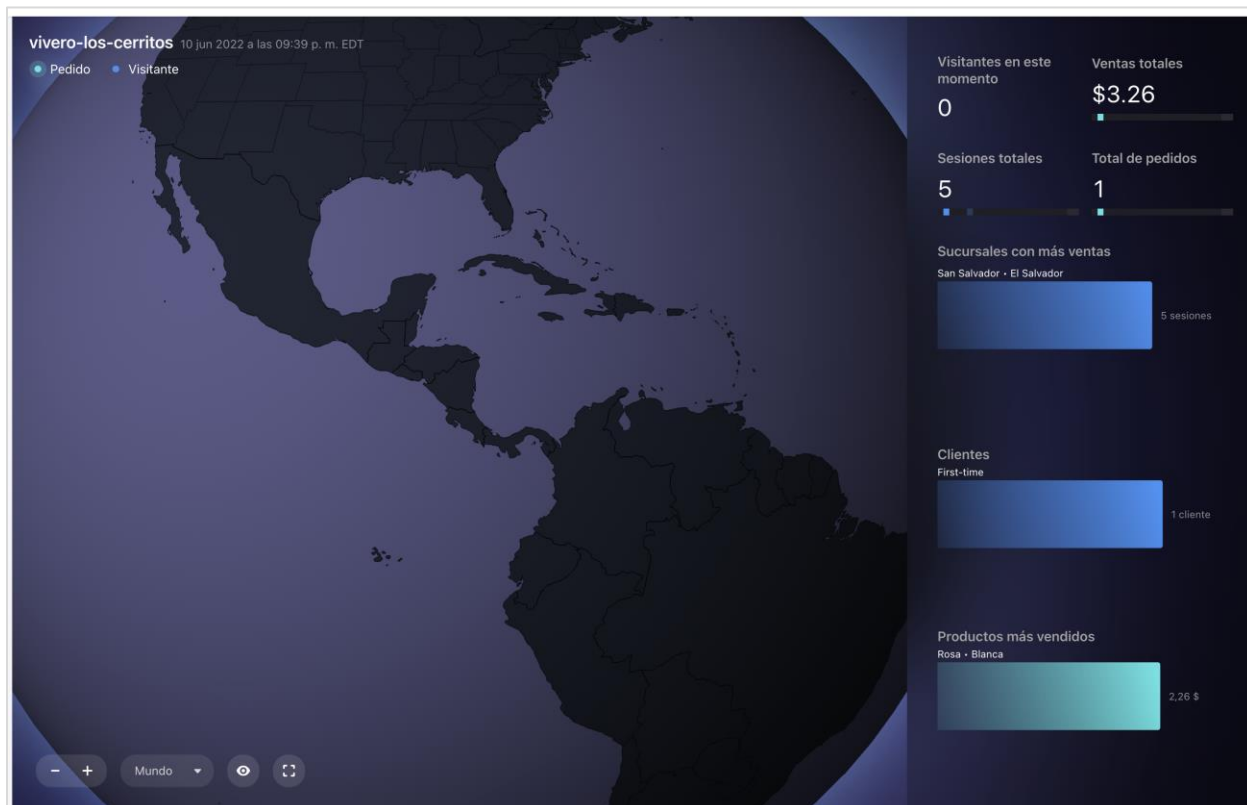 vivero-los-cerritos 10 jun 2022 a las 09:39 p. m. EDT
Pedido Visitante
Visitantes en este
momento
0
Ventas totales
$3.26
Sesiones totales
5
Total de pedidos
1
Sucursales con más ventas
San Salvador • El Salvador
5 sesiones
Clientes
First-time
1 cliente
Productos más vendidos
Rosa • Blanca
2,26 $
Mundo